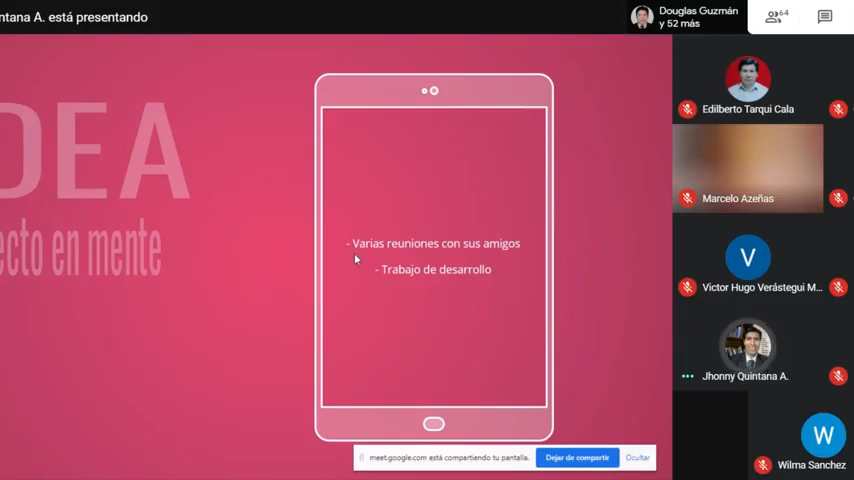 ntana A. está presentando
Douglas Guzmán
y 52 más
64
DEA
ecto en mente
- Varias reuniones con sus amigos
- Trabajo de desarrollo
Edilberto Tarqui Cala
Marcelo Azeñas
V
Victor Hugo Verástegui M...
Jhonny Quintana A.
W
Wilma Sanchez
meet.google.com está compartiendo tu pantalla.
Dejar de compartir
Ocultar